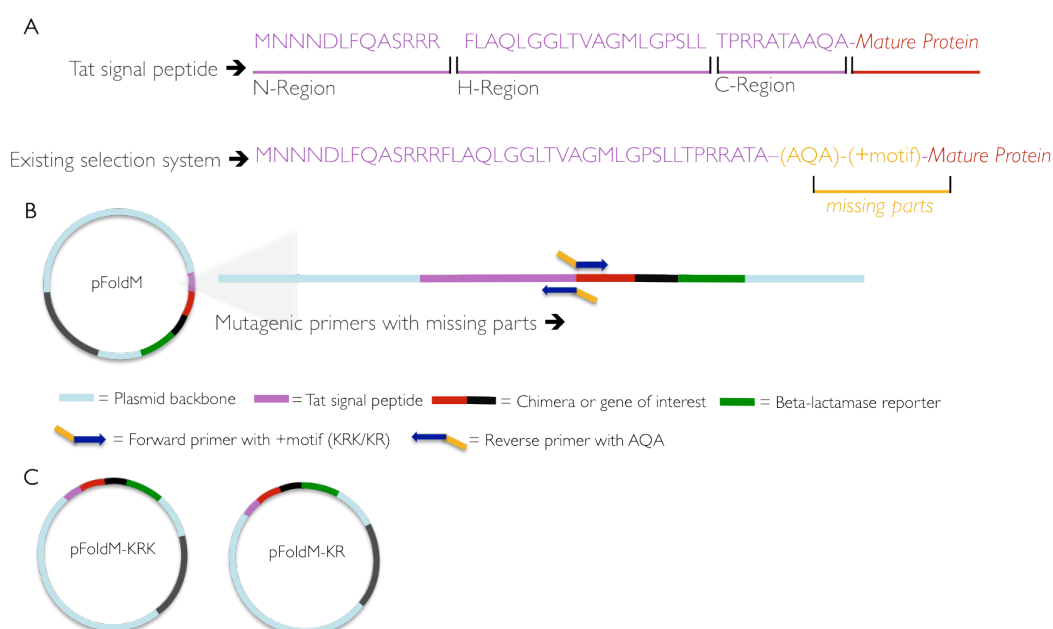 A
MNNNDLFQASRRR FLAQLGGLTVAGMLGPSLL TPRRATAAQA-Mature Protein
Tat signal peptide ➔
N-Region H-Region C-Region
Existing selection system ➔ MNNNDLFQASRRRFLAQLGGLTVAGMLGPSLLTPRRATA–(AQA)-(+motif)-Mature Protein
missing parts
B
pFoldM
Mutagenic primers with missing parts ➔
= Plasmid backbone = Tat signal peptide = Chimera or gene of interest = Beta-lactamase reporter
= Forward primer with +motif (KRK/KR) = Reverse primer with AQA
C
pFoldM-KRK pFoldM-KR